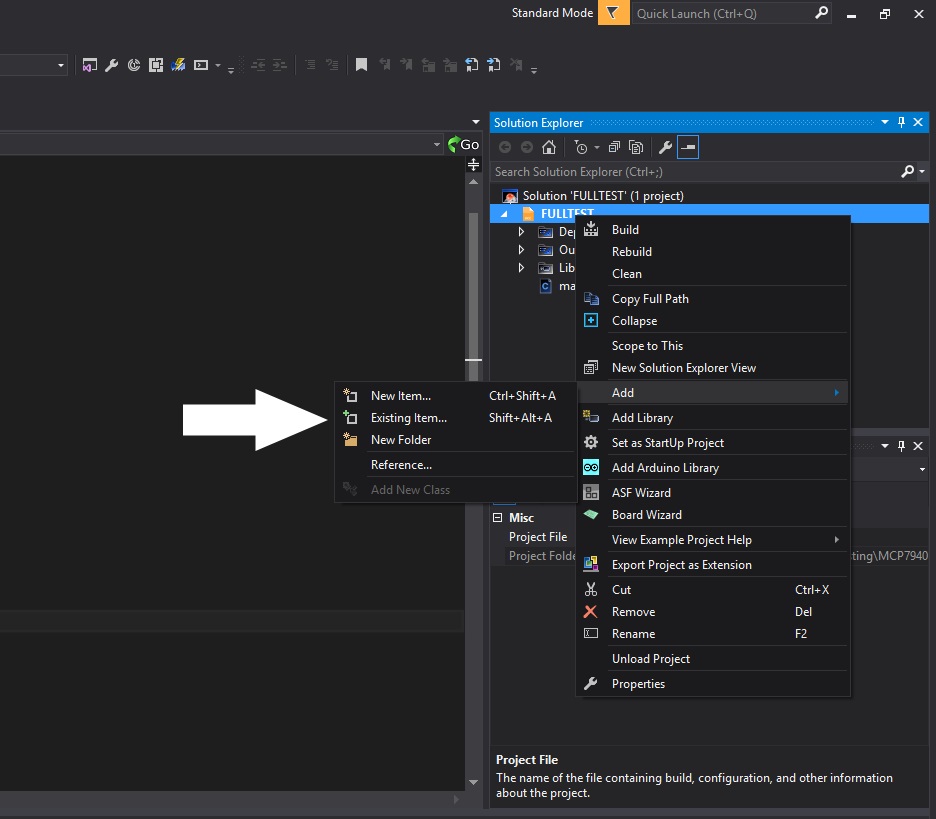 Standard Mode
Quick Launch (Ctrl+Q)
Go
Solution Explorer
Search Solution Explorer (Ctrl+;)
Solution 'FULLTEST' (1 project)
FULLTEST
De
Ou
Lib
ma
Build
Rebuild
Clean
Copy Full Path
Collapse
Scope to This
New Solution Explorer View
Add
Add Library
Set as StartUp Project
Add Arduino Library
ASF Wizard
Board Wizard
View Example Project Help
Export Project as Extension
Cut Ctrl+X
Remove Del
Rename F2
Unload Project
Properties
New Item... Ctrl+Shift+A
Existing Item... Shift+Alt+A
New Folder
Reference...
Add New Class
Misc
Project File
Project Folde ting\MCP7940
Project File
The name of the file containing build, configuration, and other information
about the project.